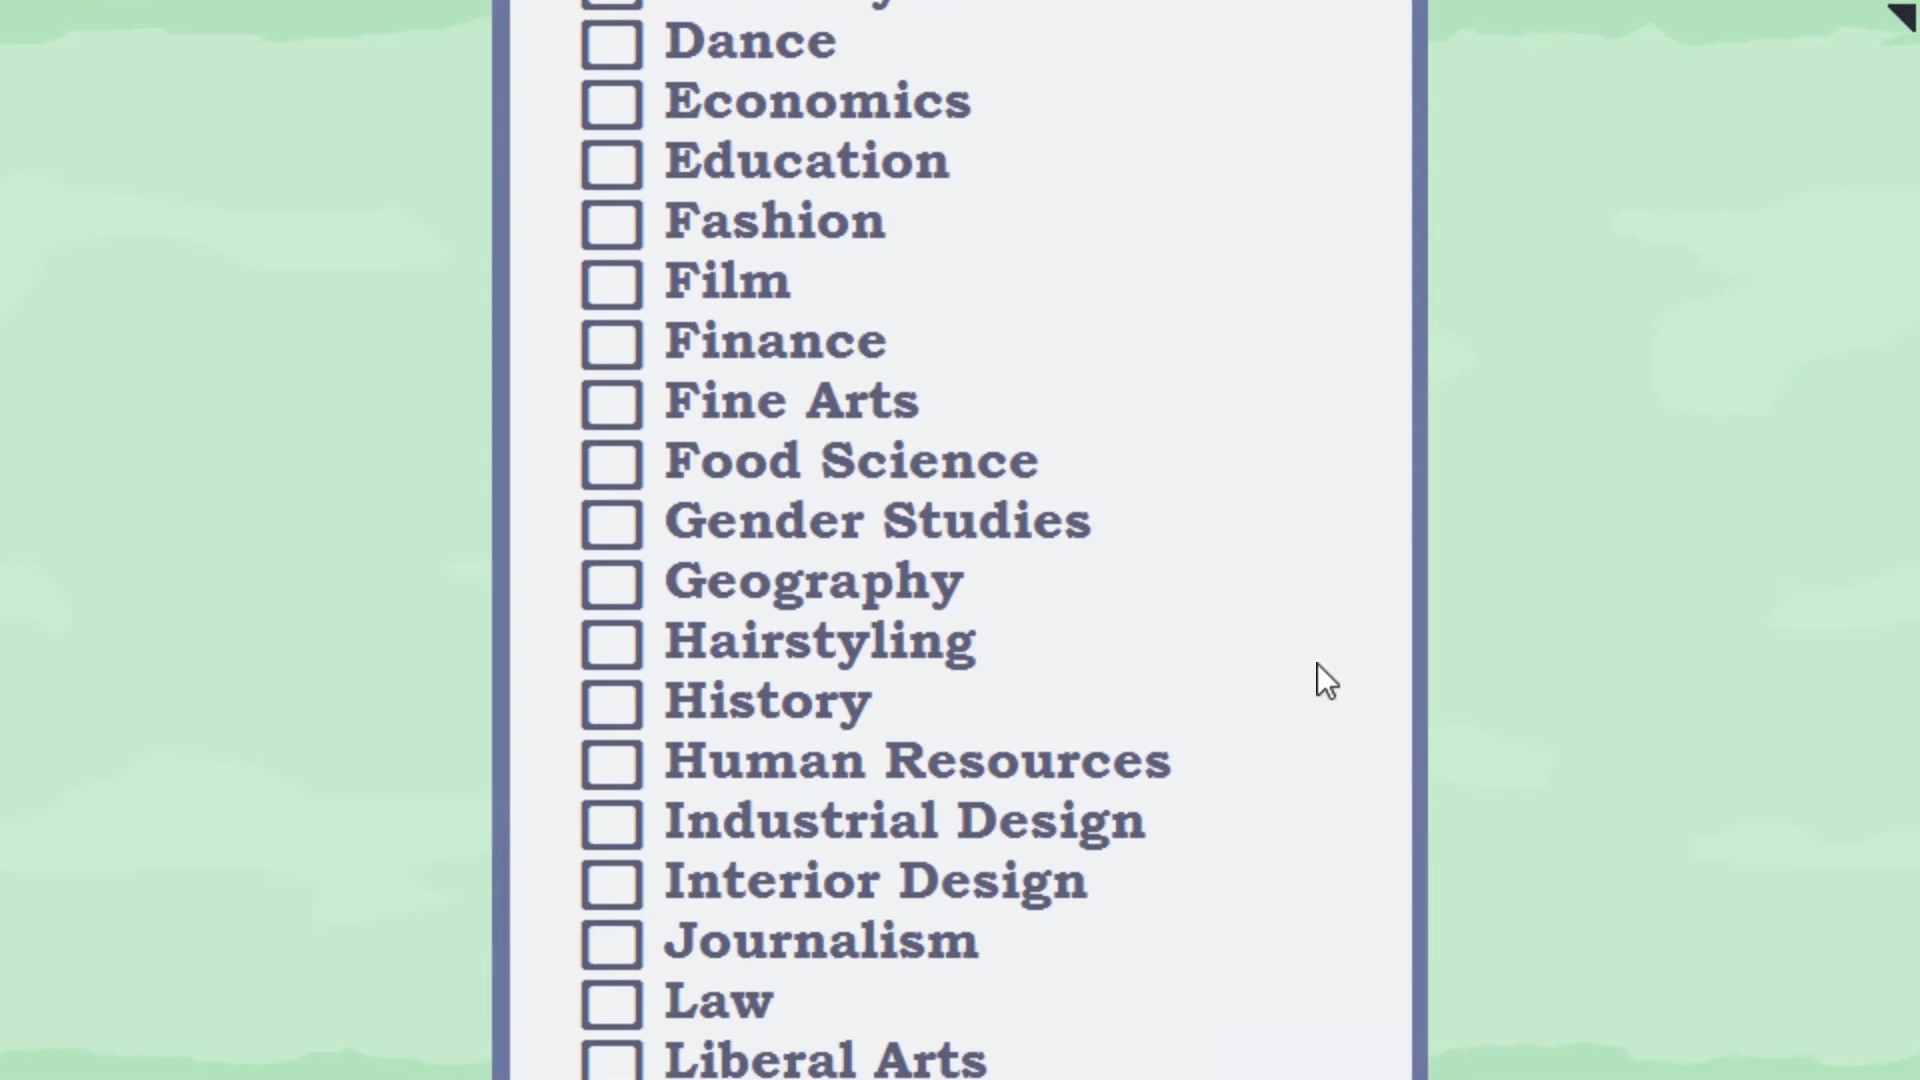 Dance
Economics
Education
Fashion
Film
Finance
Fine Arts
Food Science
Gender Studies
Geography
Hairstyling
History
Human Resources
Industrial Design
Interior Design
Journalism
Law
Liberal Arts